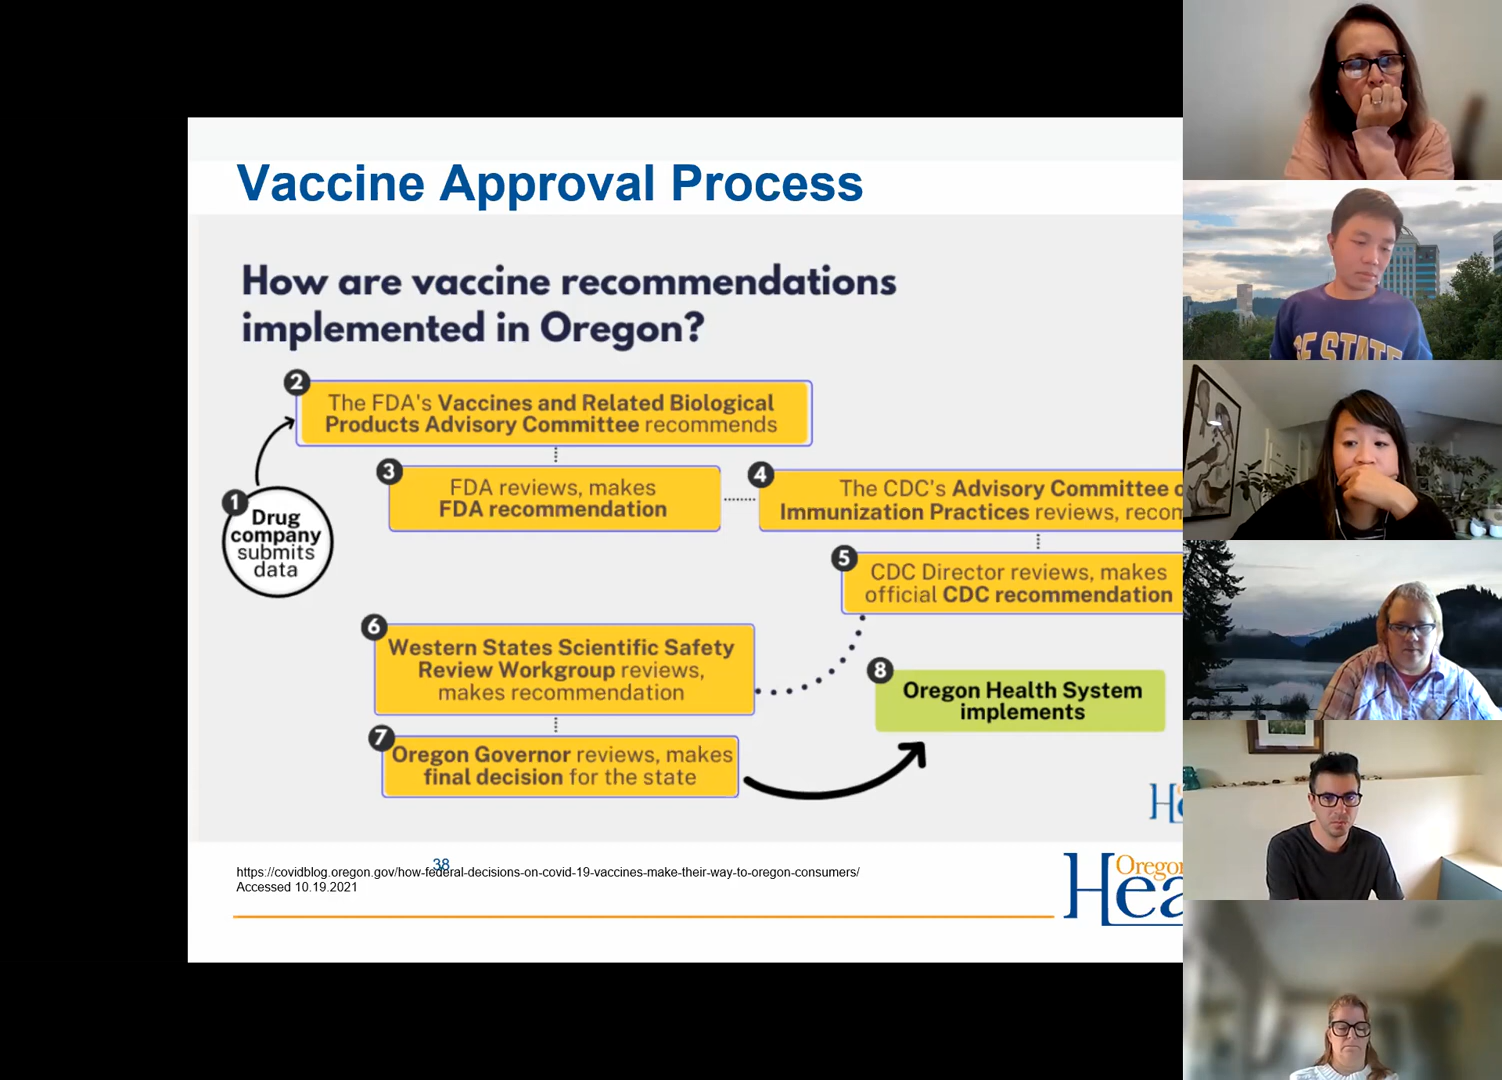 Vaccine Approval Process
How are vaccine recommendations
implemented in Oregon?
1
Drug
company
submits
data
2
The FDA's Vaccines and Related Biological
Products Advisory Committee recommends
3
FDA reviews, makes
FDA recommendation
4
The CDC's Advisory Committee
Immunization Practices reviews,
5
CDC Director reviews, makes
official CDC recommendation
6
Western States Scientific Safety
Review Workgroup reviews,
makes recommendation
7
Oregon Governor reviews, makes
final decision for the state
8
Oregon Health System
implements
38
https://covidblog.oregon.gov/how-federal-decisions-on-covid-19-vaccines-make-their-way-to-oregon-consumers/
Accessed 10.19.2021
Oregon
STATE